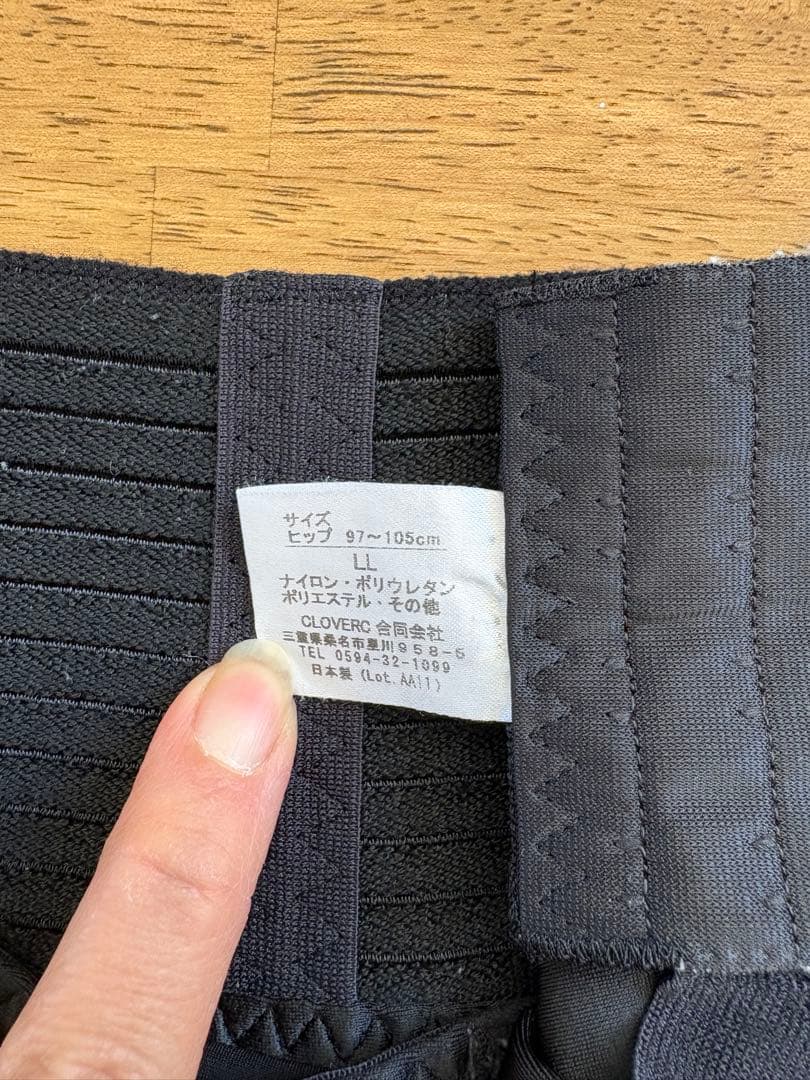 サイズ
ヒップ 97～105cm
LL
ナイロン・ポリウレタン
ポリエステル・その他
CLOVERC 合同会社
三重県桑名市星川958-5
TEL 0594-32-1099
日本製 (Lot.AA11)